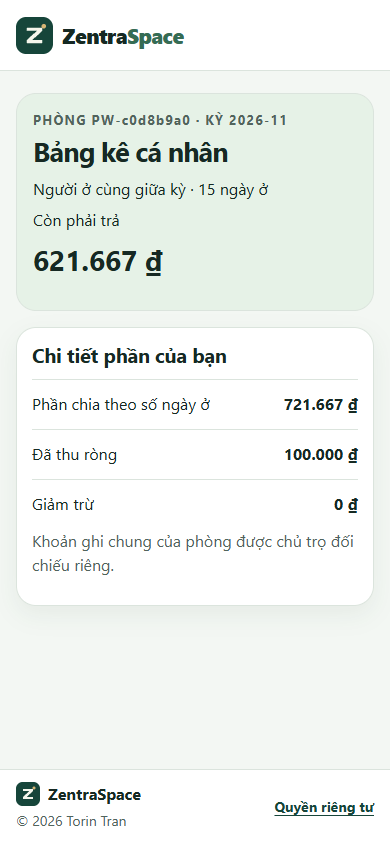 ZentraSpace
PHÒNG PW-c0d8b9a0 · KỲ 2026-11
Bảng kê cá nhân
Người ở cùng giữa kỳ · 15 ngày ở
Còn phải trả
621.667 ₫
Chi tiết phần của bạn
Phần chia theo số ngày ở 721.667 ₫
Đã thu ròng 100.000 ₫
Giảm trừ 0 ₫
Khoản ghi chung của phòng được chủ trọ đối
chiếu riêng.
ZentraSpace
© 2026 Torin Tran
Quyền riêng tư